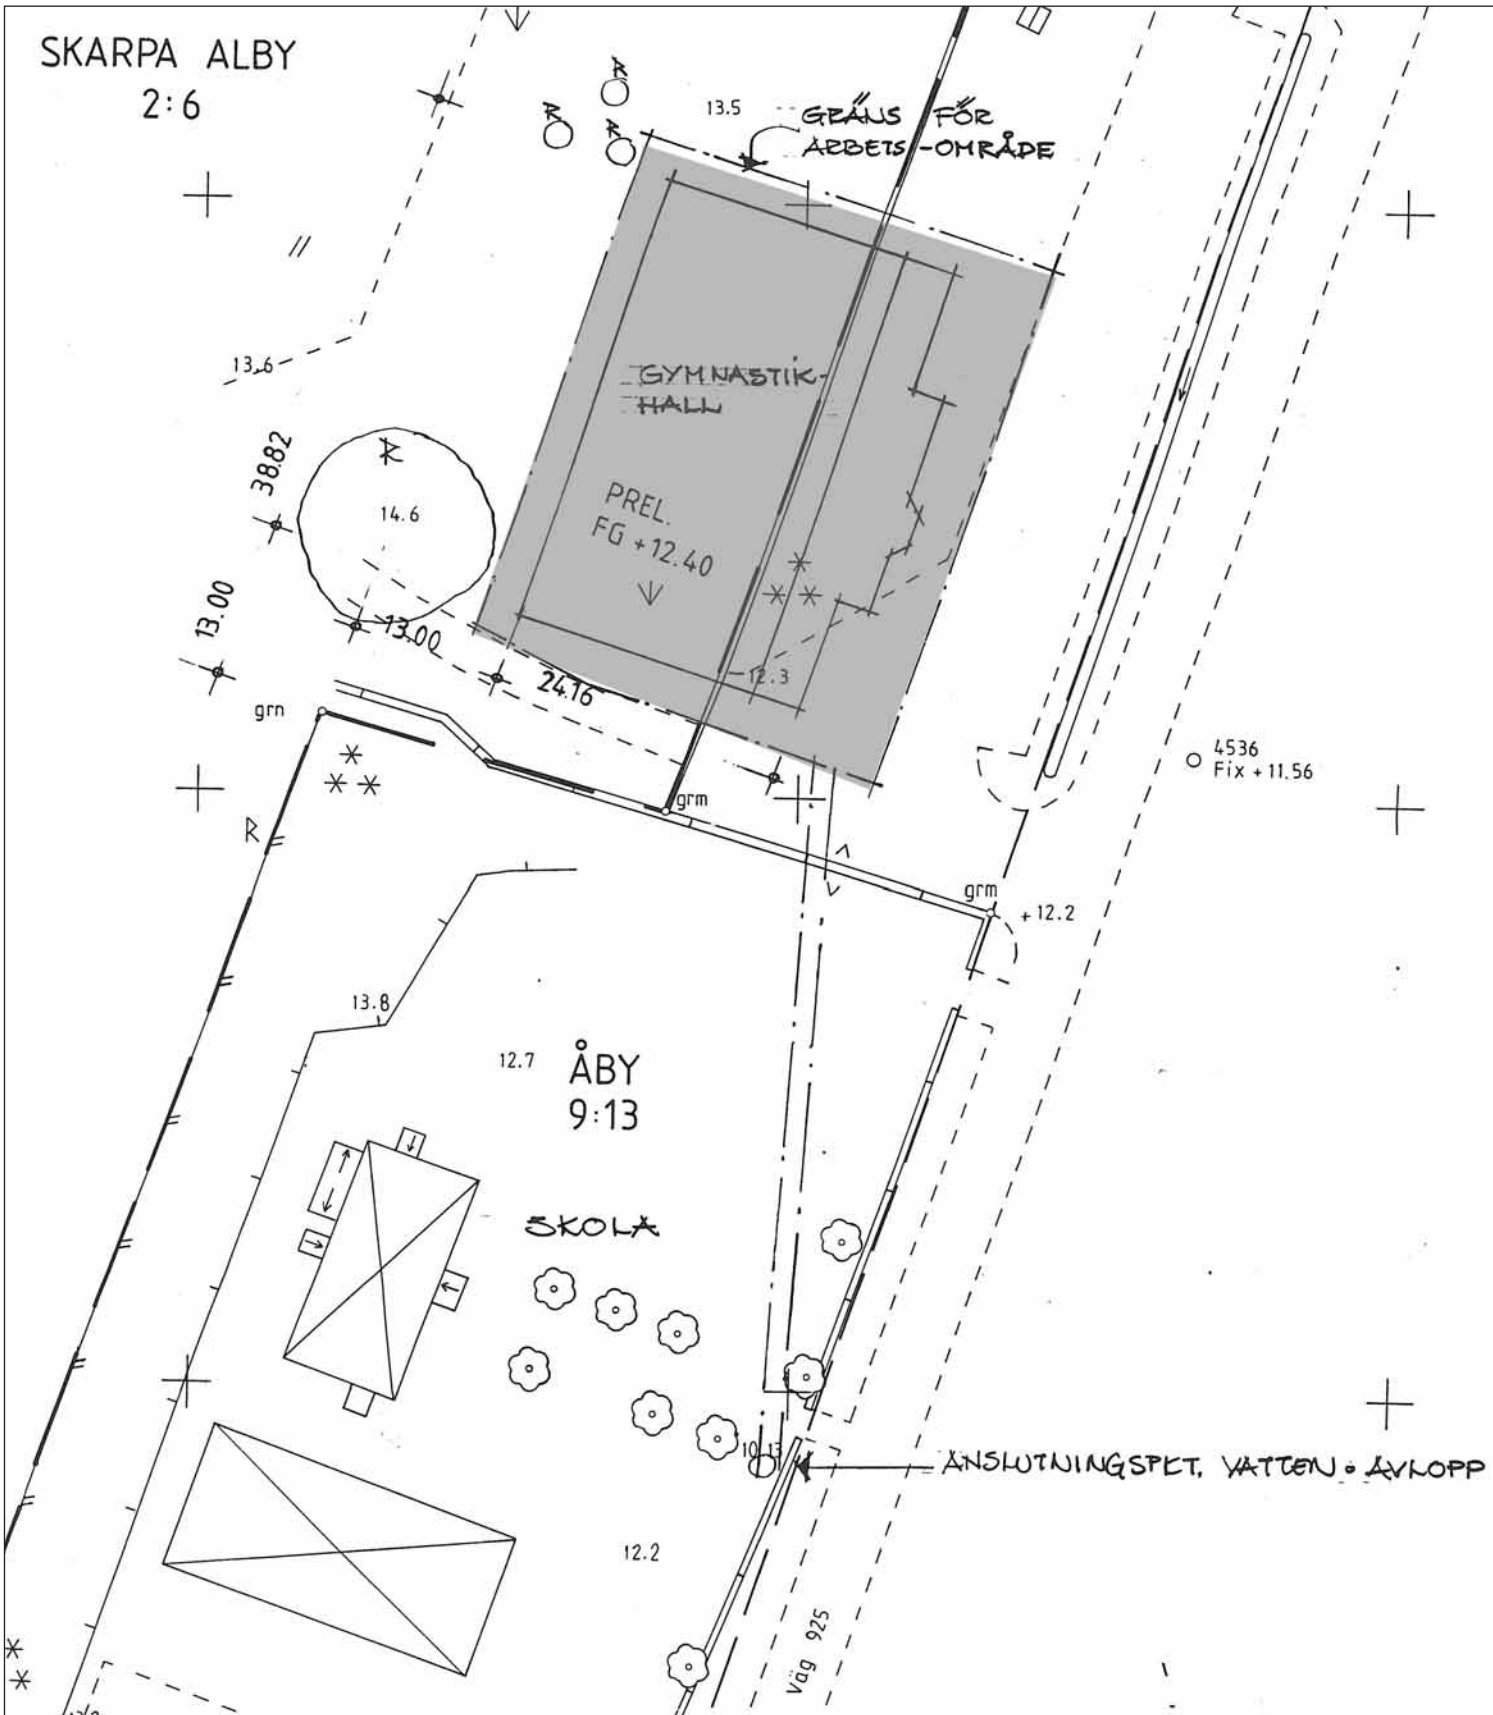 SKARPA ALBY
2:6
R
R
R
13.5
GRÄNS FÖR
ARBETS-OMRÅDE
13.6
GYMNASTIK-
HALL
38.82
R
14.6
PREL.
FG +12.40
13.00
13.00
24.16
12.3
grn
grm
4536
Fix +11.56
R
grm
+12.2
13.8
12.7
ÅBY
9:13
SKOLA
10.13
ANSLUTNINGSPKT. VATTEN o AVLOPP
12.2
Väg 925